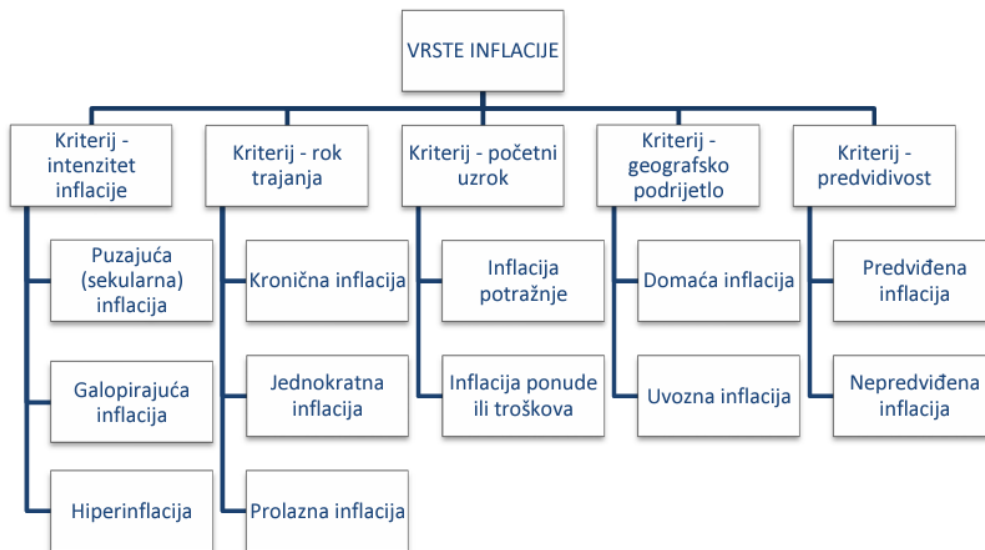 VRSTE INFLACIJE
Kriterij -
intenzitet
inflacije
Puzajuća
(sekularna)
inflacija
Galopirajuća
inflacija
Hiperinflacija
Kriterij - rok
trajanja
Kronična inflacija
Jednokratna
inflacija
Prolazna inflacija
Kriterij - početni
uzrok
Inflacija
potražnje
Inflacija ponude
ili troškova
Kriterij -
geografsko
podrijetlo
Domaća inflacija
Uvozna inflacija
Kriterij -
predvidivost
Predviđena
inflacija
Nepredviđena
inflacija